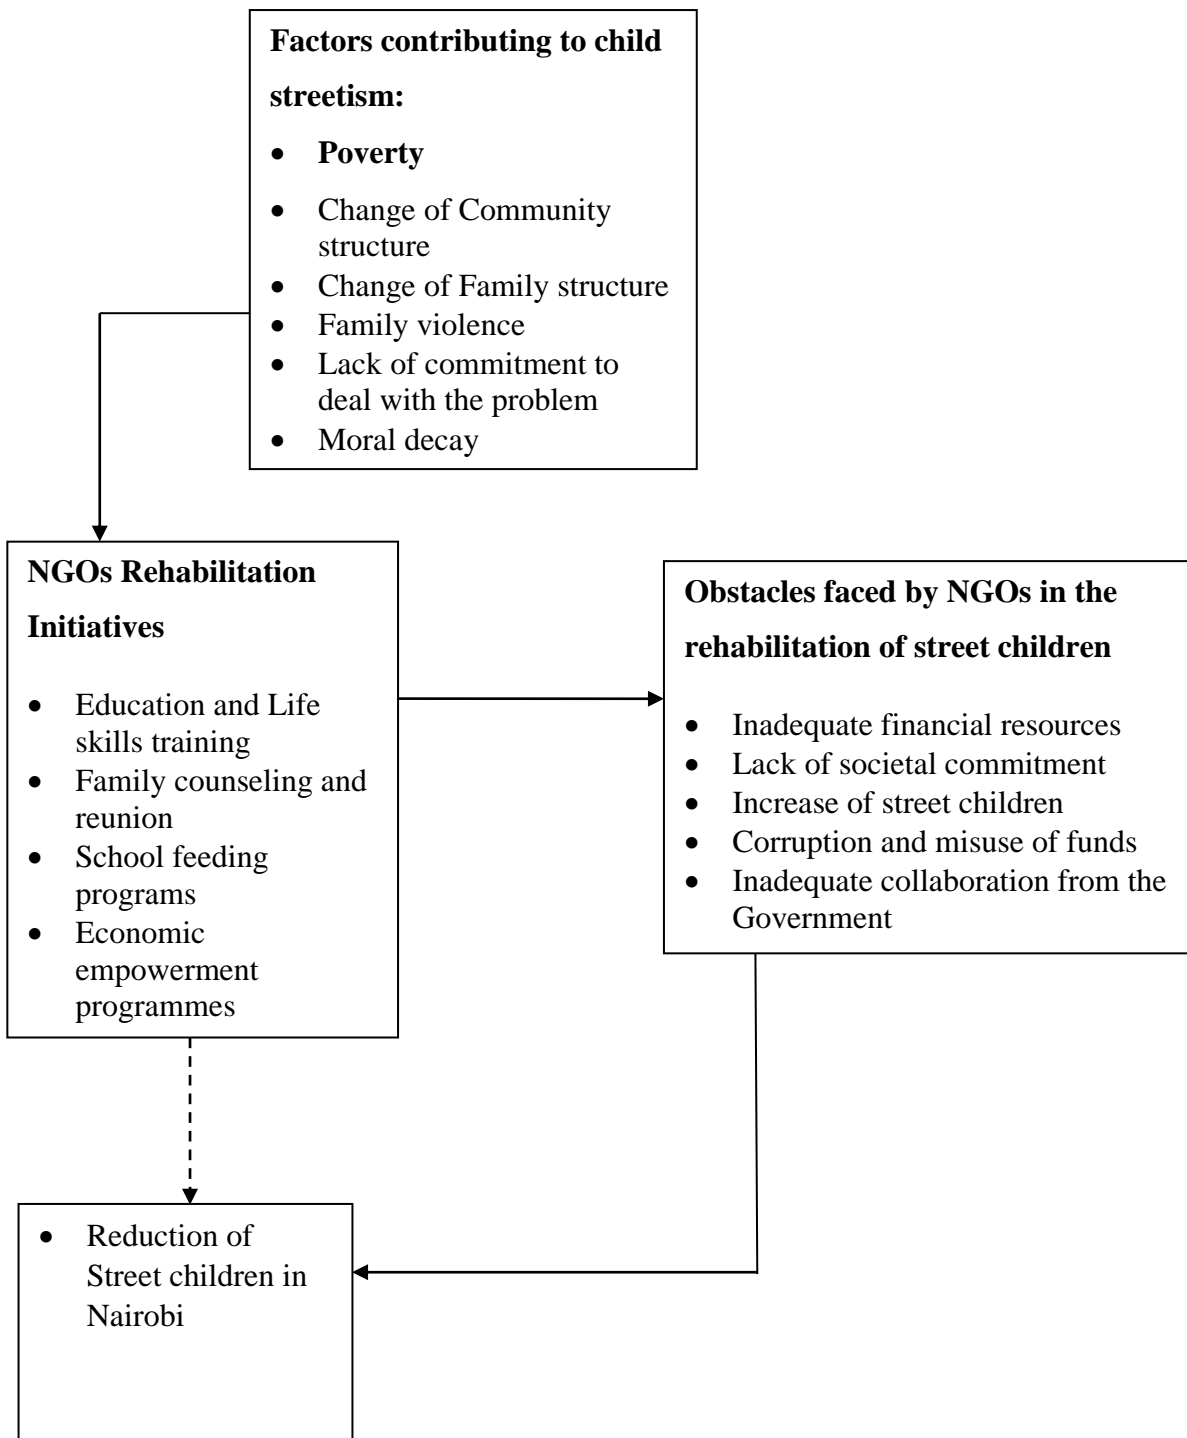 Factors contributing to child
streetism:
• Poverty
• Change of Community
structure
• Change of Family structure
• Family violence
• Lack of commitment to
deal with the problem
• Moral decay
NGOs Rehabilitation
Initiatives
• Education and Life
skills training
• Family counseling and
reunion
• School feeding
programs
• Economic
empowerment
programmes
Obstacles faced by NGOs in the
rehabilitation of street children
• Inadequate financial resources
• Lack of societal commitment
• Increase of street children
• Corruption and misuse of funds
• Inadequate collaboration from the
Government
• Reduction of
Street children in
Nairobi